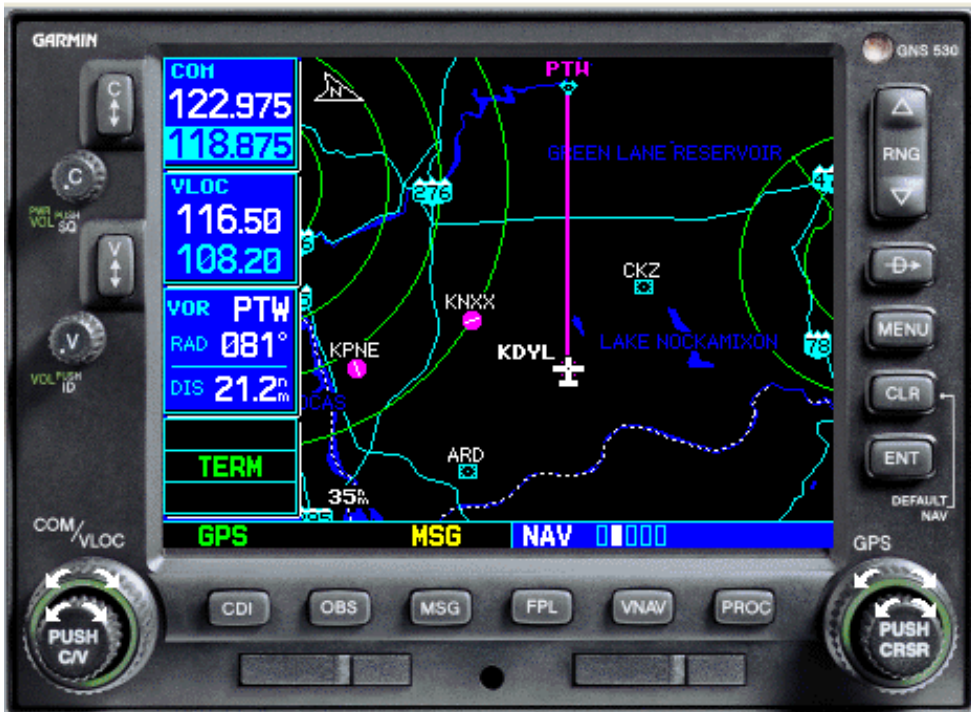 GARMIN
GNS 530
C
.C
PWR PUSH
VOL SQ
V
.V
VOL PUSH
ID
COM
122.975
118.875
VLOC
116.50
108.20
VOR PTW
RAD 081°
DIS 21.2nm
TERM
GPS
MSG
NAV
N
PTW
GREEN LANE RESERVOIR
276
47
CKZ
KNXX
KPNE
KDYL
LAKE NOCKAMIXON
78
OCAS
ARD
35nm
RNG
D
MENU
CLR
ENT
DEFAULT
NAV
COM/VLOC
PUSH
C/V
CDI
OBS
MSG
FPL
VNAV
PROC
GPS
PUSH
CRSR